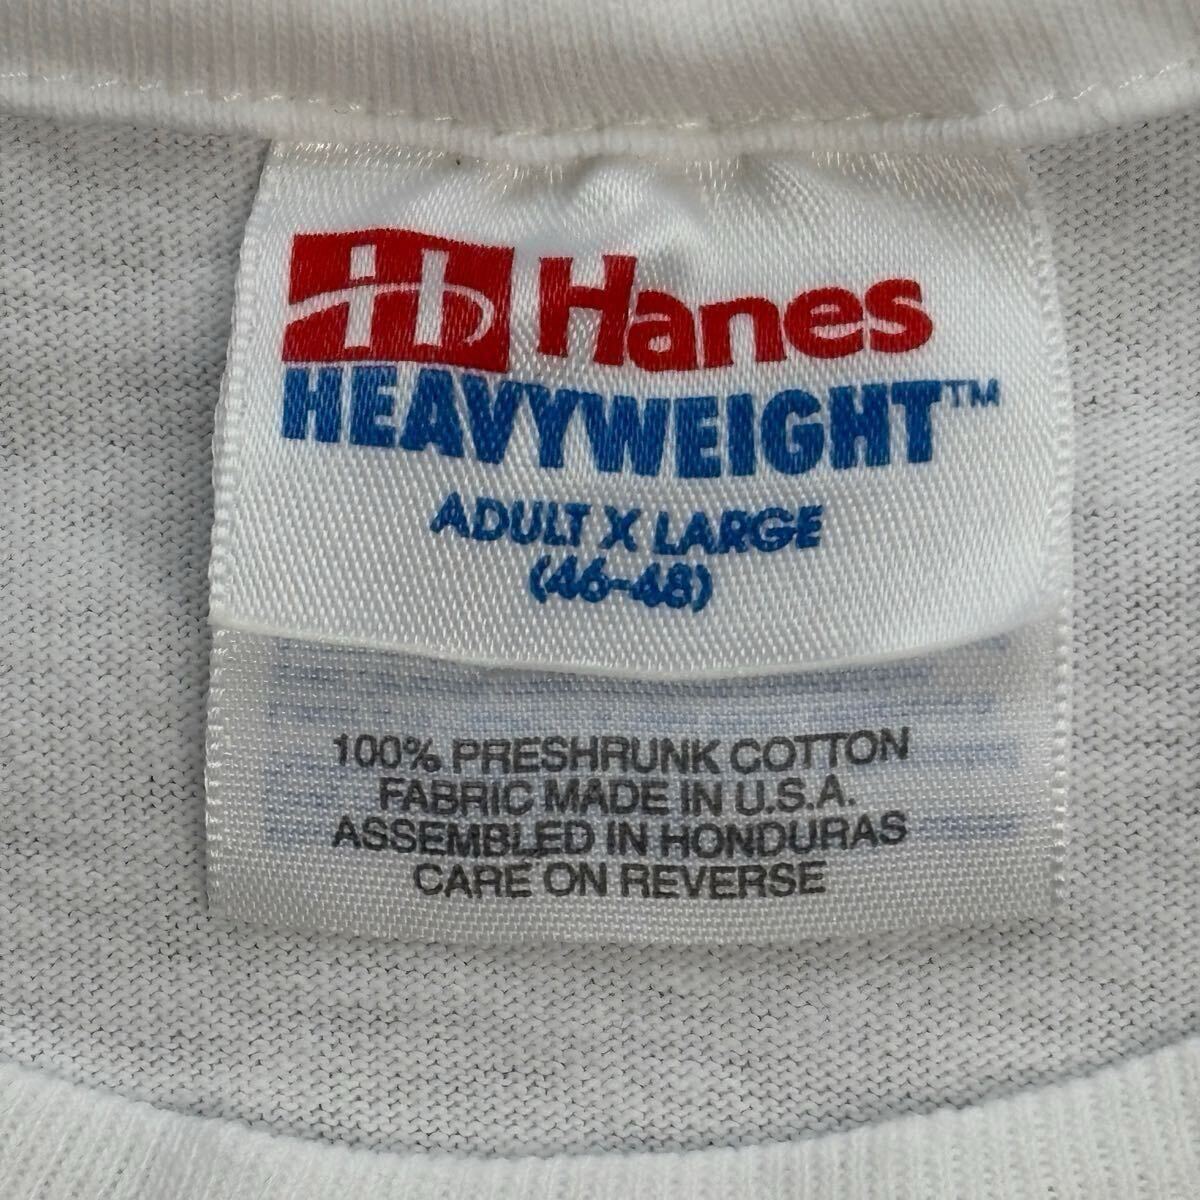 Hanes
HEAVYWEIGHT™
ADULT X LARGE
(46-48)
100% PRESHRUNK COTTON
FABRIC MADE IN U.S.A.
ASSEMBLED IN HONDURAS
CARE ON REVERSE